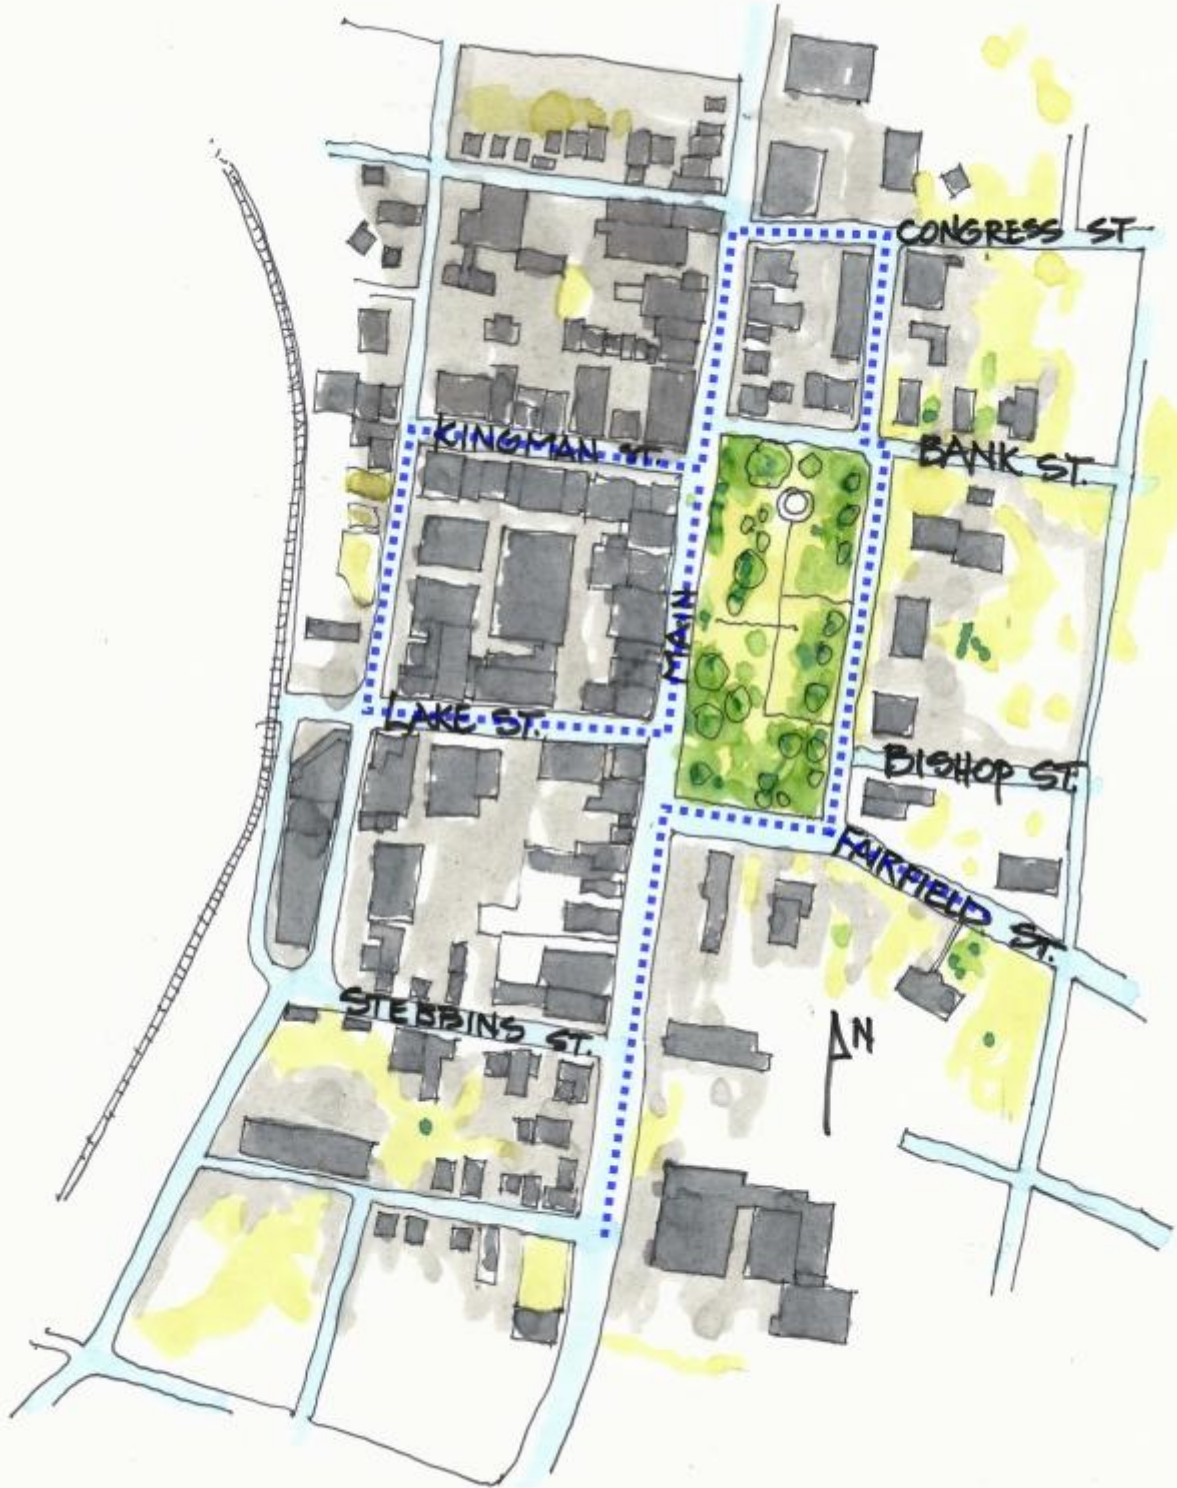 CONGRESS ST
KINGMAN ST.
BANK ST.
MAIN
LAKE ST.
BISHOP ST.
FAIRFIELD ST.
STEBBINS ST.
N